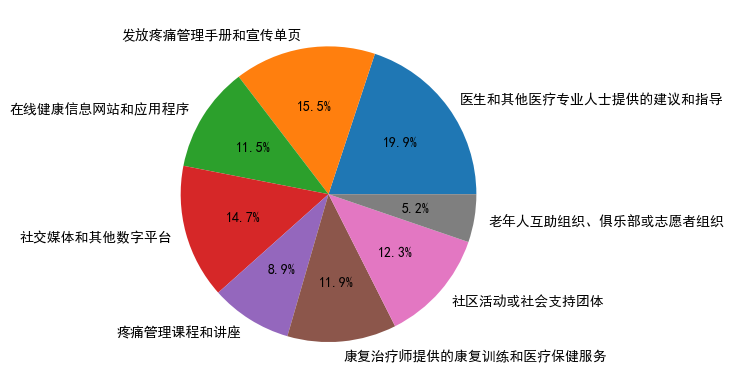 发放疼痛管理手册和宣传单页
医生和其他医疗专业人士提供的建议和指导
15.5%
在线健康信息网站和应用程序
19.9%
11.5%
5.2%
老年人互助组织、俱乐部或志愿者组织
14.7%
社交媒体和其他数字平台
12.3%
8.9%
11.9%
社区活动或社会支持团体
疼痛管理课程和讲座
康复治疗师提供的康复训练和医疗保健服务